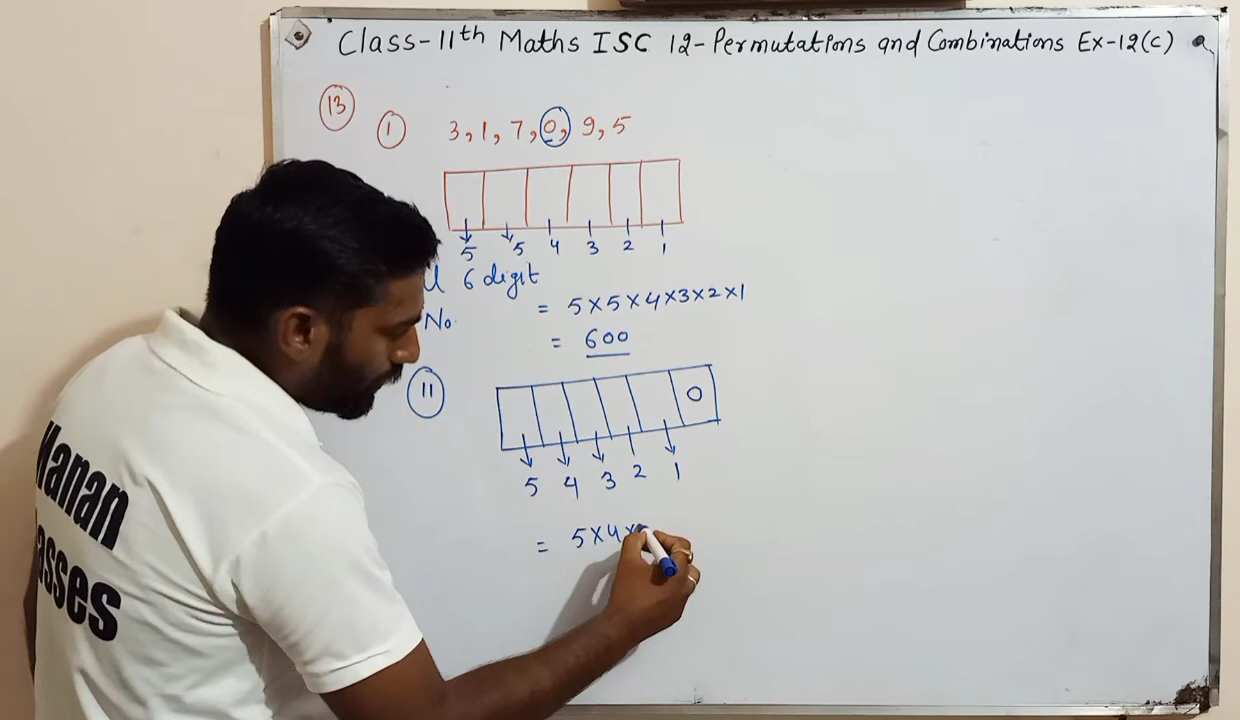 Class-11th Maths ISC 12-Permutations and Combinations Ex-12(c)
13
1 3, 1, 7, 0, 9, 5
5 5 4 3 2 1
6 digit
No. = 5×5×4×3×2×1
= 600
11 0
5 4 3 2 1
= 5×4×
Manan
asses